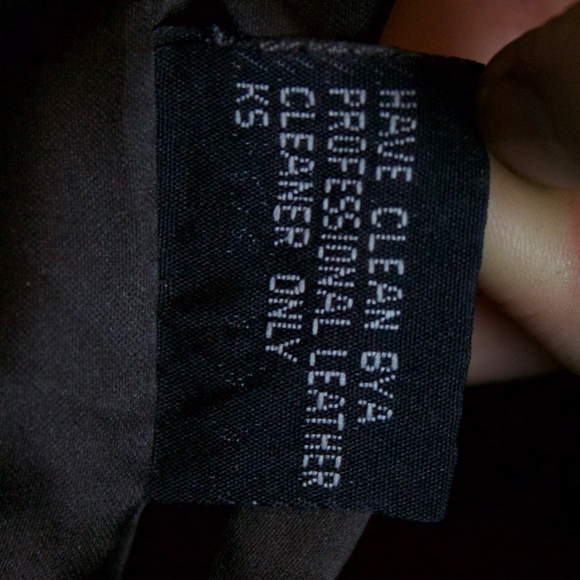 HAVE CLEAN BY A
PROFESSIONAL LEATHER
CLEANER ONLY
KS